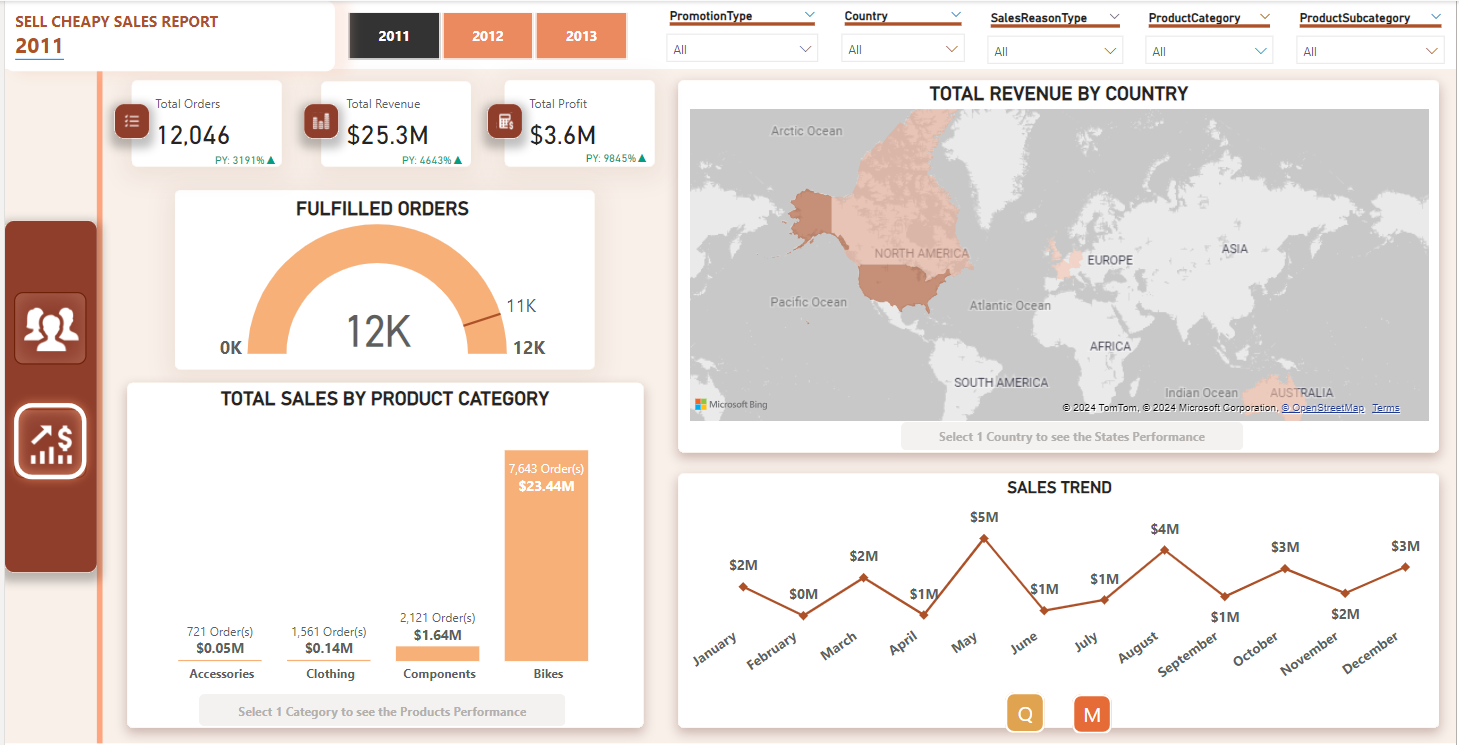 SELL CHEAPY SALES REPORT
2011
2011 2012 2013
PromotionType Country SalesReasonType ProductCategory ProductSubcategory
All All All All All
Total Orders
12,046
PY: 3191% ▲
Total Revenue
$25.3M
PY: 4643% ▲
Total Profit
$3.6M
PY: 9845% ▲
FULFILLED ORDERS
11K
12K
0K 12K
TOTAL SALES BY PRODUCT CATEGORY
7,643 Order(s)
$23.44M
2,121 Order(s)
$1.64M
721 Order(s) 1,561 Order(s)
$0.05M $0.14M
Accessories Clothing Components Bikes
Select 1 Category to see the Products Performance
TOTAL REVENUE BY COUNTRY
Arctic Ocean
NORTH AMERICA
EUROPE
ASIA
Pacific Ocean
Atlantic Ocean
AFRICA
SOUTH AMERICA
Indian Ocean
AUSTRALIA
Microsoft Bing
© 2024 TomTom, © 2024 Microsoft Corporation, © OpenStreetMap Terms
Select 1 Country to see the States Performance
SALES TREND
$2M $0M $2M $1M $5M $1M $1M $4M $1M $3M $2M $3M
January February March April May June July August September October November December
Q M